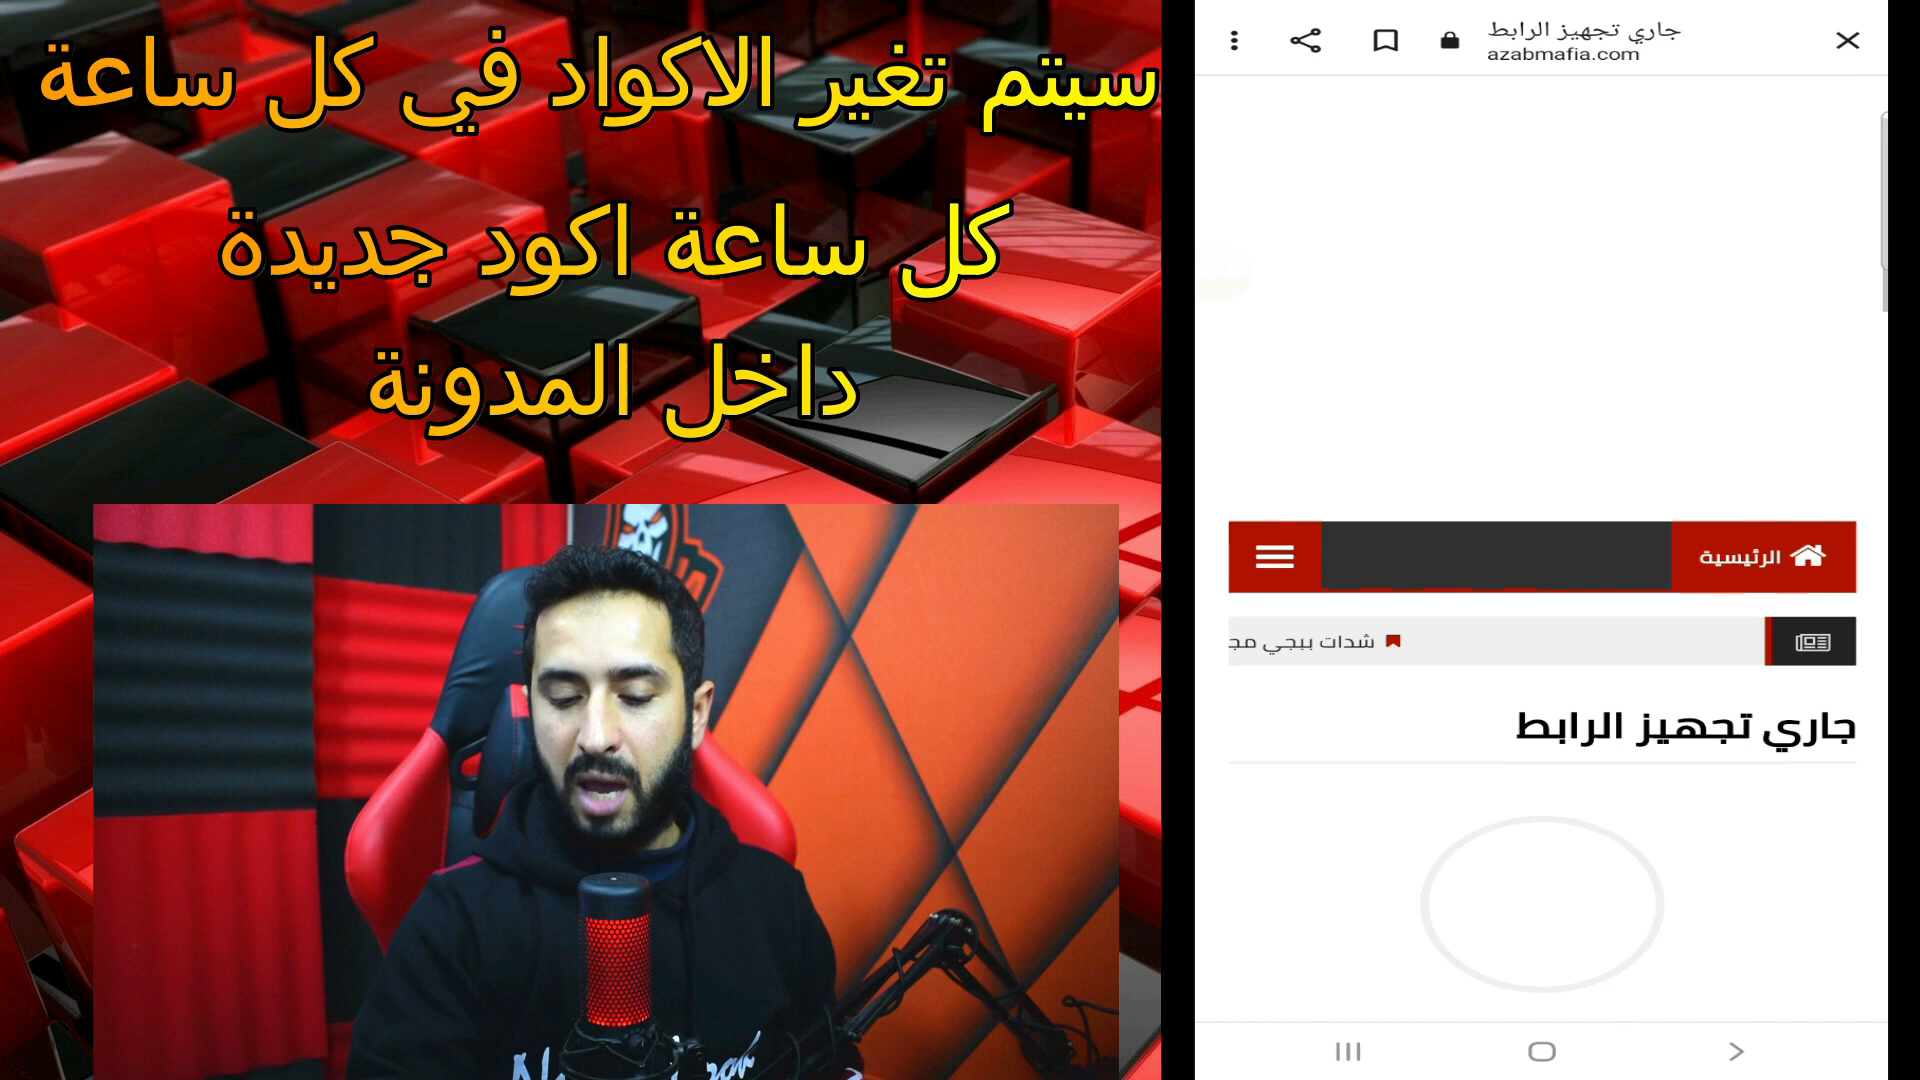 سيتم تغير الاكواد في كل ساعة
كل ساعة اكود جديدة
داخل المدونة
جاري تجهيز الرابط
azabmafia.com
الرئيسية
شدات ببجي مج
جاري تجهيز الرابط